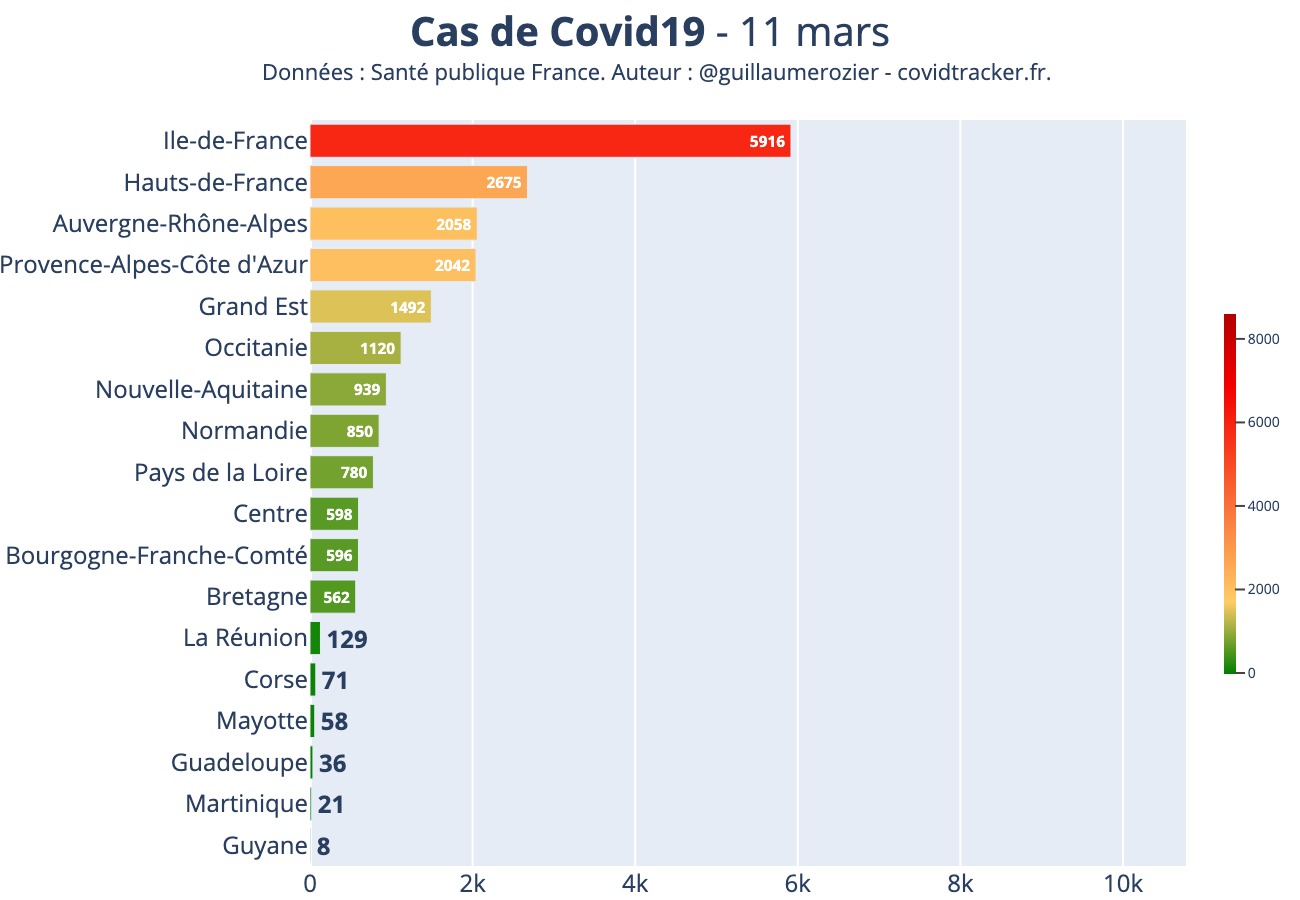 Cas de Covid19 - 11 mars
Données : Santé publique France. Auteur : @guillaumerozier - covidtracker.fr.
Ile-de-France 5916
Hauts-de-France 2675
Auvergne-Rhône-Alpes 2058
Provence-Alpes-Côte d'Azur 2042
Grand Est 1492
Occitanie 1120
Nouvelle-Aquitaine 939
Normandie 850
Pays de la Loire 780
Centre 598
Bourgogne-Franche-Comté 596
Bretagne 562
La Réunion 129
Corse 71
Mayotte 58
Guadeloupe 36
Martinique 21
Guyane 8
0 2k 4k 6k 8k 10k
8000
6000
4000
2000
0